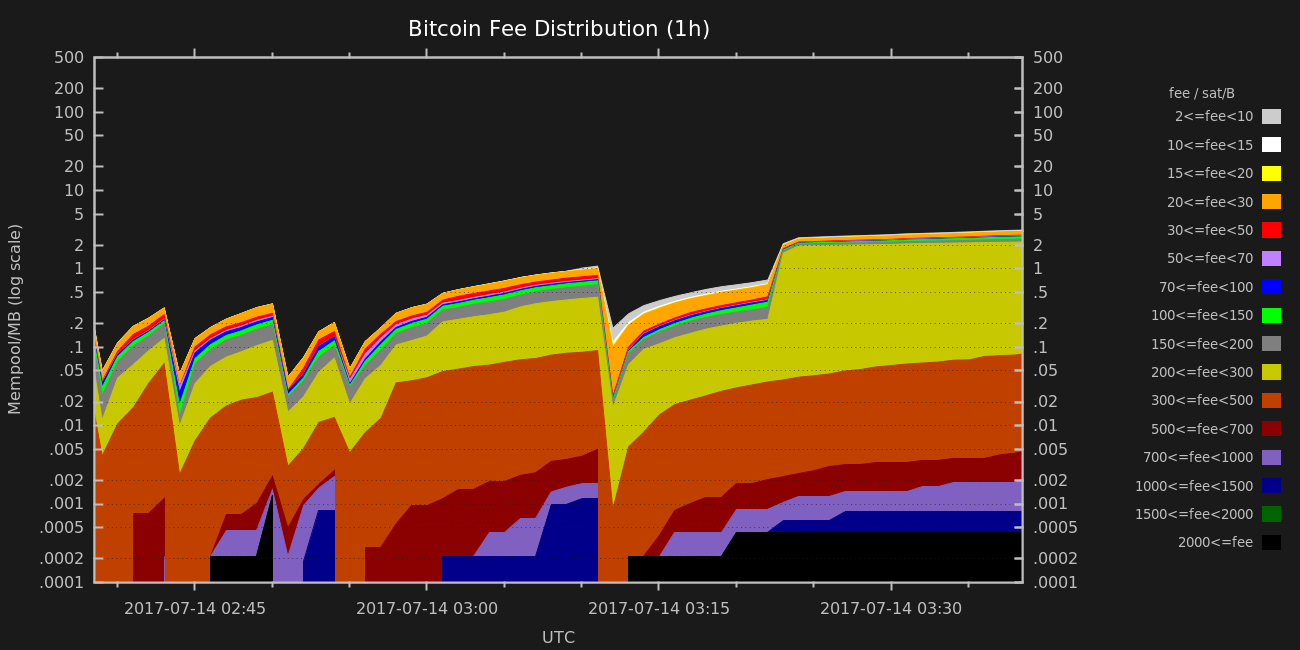 Bitcoin Fee Distribution (1h)
Mempool/MB (log scale)
500
200
100
50
20
10
5
2
1
.5
.2
.1
.05
.02
.01
.005
.002
.001
.0005
.0002
.0001
500
200
100
50
20
10
5
2
1
.5
.2
.1
.05
.02
.01
.005
.002
.001
.0005
.0002
.0001
2017-07-14 02:45
2017-07-14 03:00
2017-07-14 03:15
2017-07-14 03:30
UTC
fee / sat/B
2<=fee<10
10<=fee<15
15<=fee<20
20<=fee<30
30<=fee<50
50<=fee<70
70<=fee<100
100<=fee<150
150<=fee<200
200<=fee<300
300<=fee<500
500<=fee<700
700<=fee<1000
1000<=fee<1500
1500<=fee<2000
2000<=fee